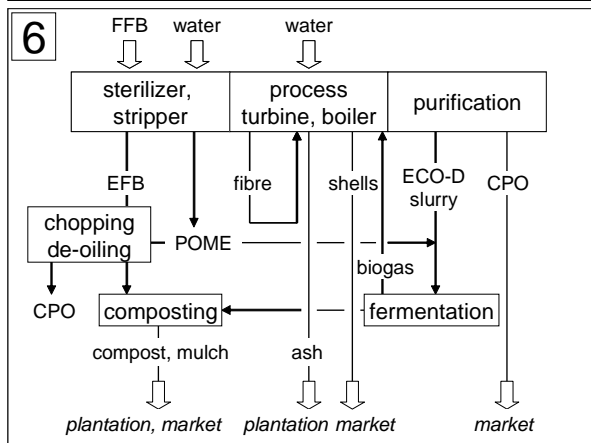 6
FFB water water
sterilizer,
stripper
process
turbine, boiler
purification
EFB
fibre
shells
ECO-D
slurry
CPO
chopping
de-oiling
POME
biogas
CPO
composting
fermentation
compost, mulch
ash
plantation, market
plantation market
market